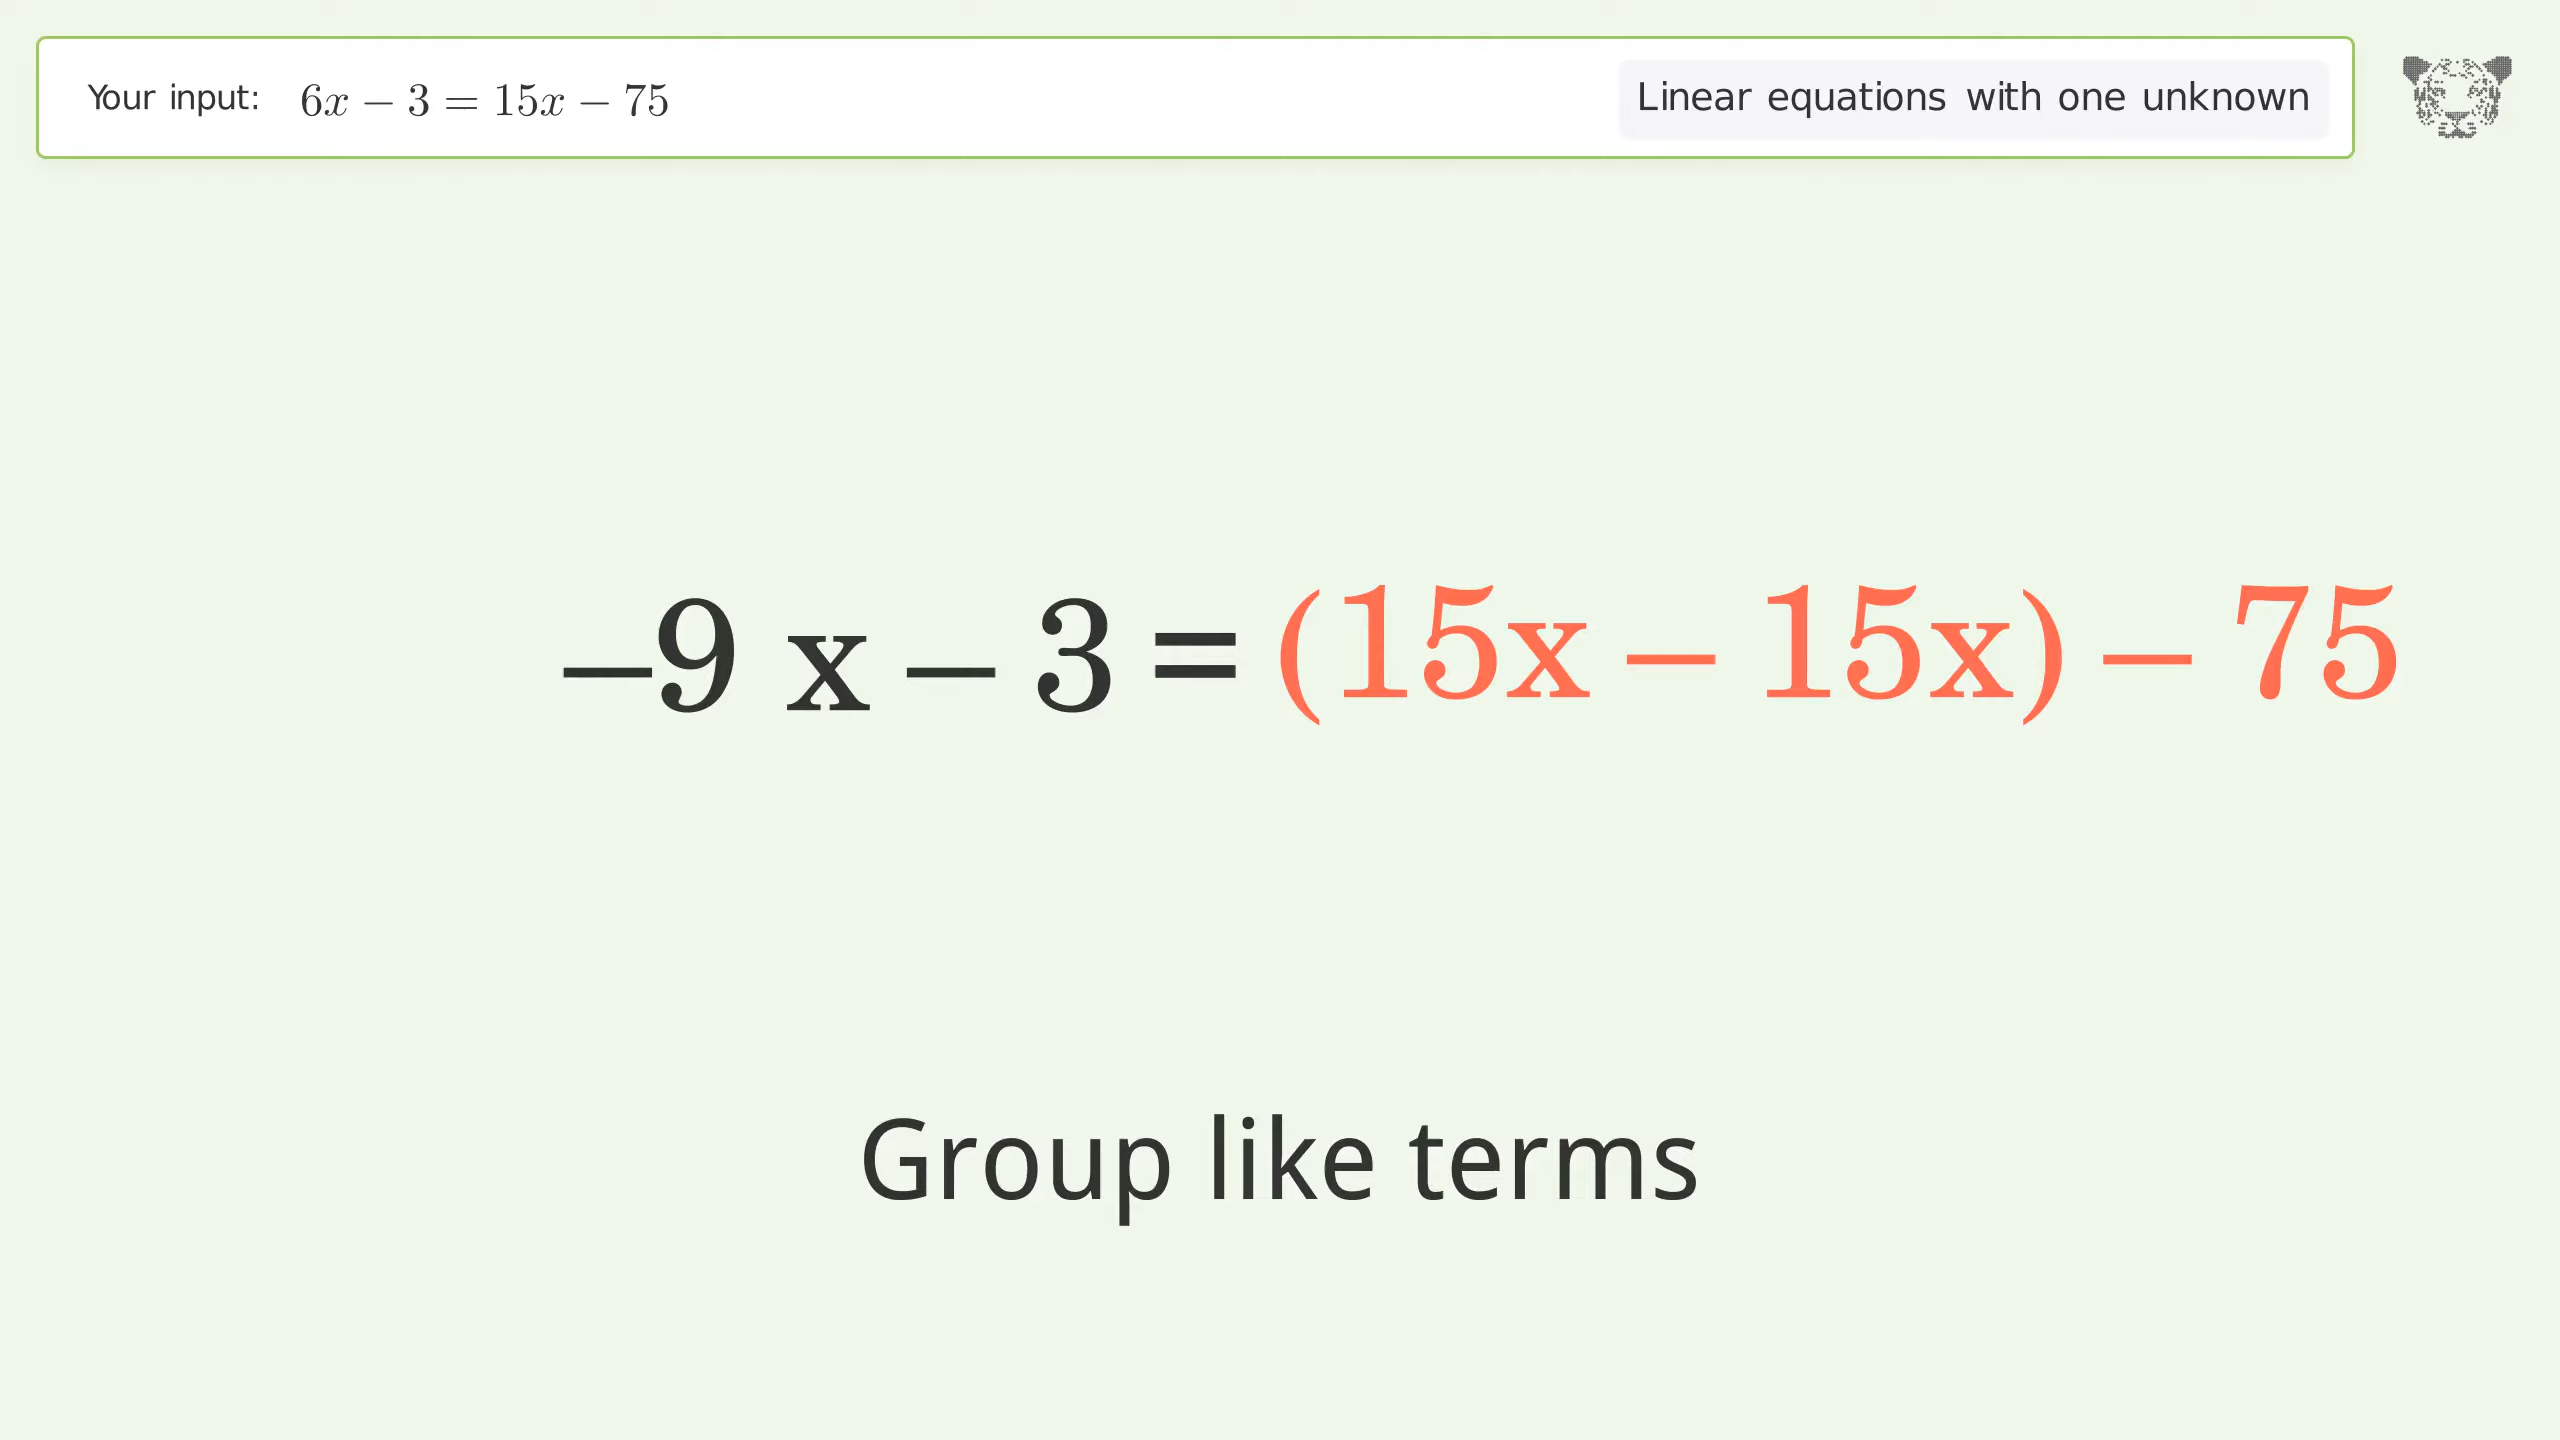 Your input: 6x − 3 = 15x − 75
Linear equations with one unknown
−9 x − 3 = (15x − 15x) − 75
Group like terms